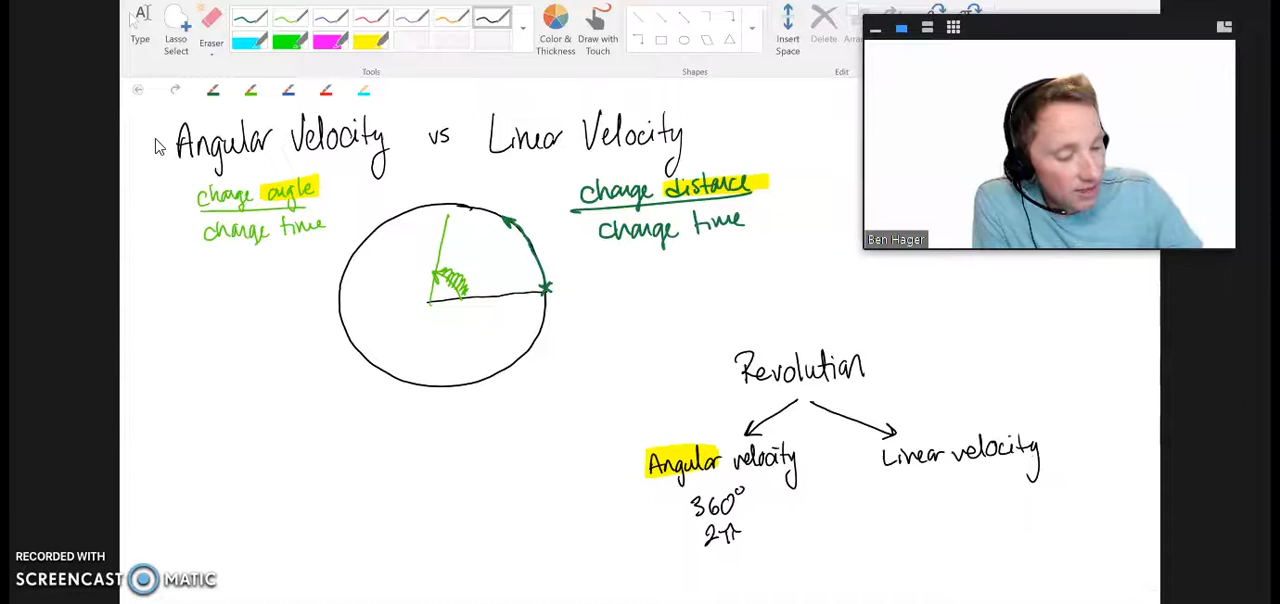 Type
Lasso
Select
Eraser
Color &
Thickness
Draw with
Touch
Insert
Space
Delete
Tools
Shapes
Edit
Angular Velocity vs Linear Velocity
change angle
change time
change distance
change time
Ben Hager
Revolution
Angular velocity
Linear velocity
360°
2π
RECORDED WITH
SCREENCAST MATIC